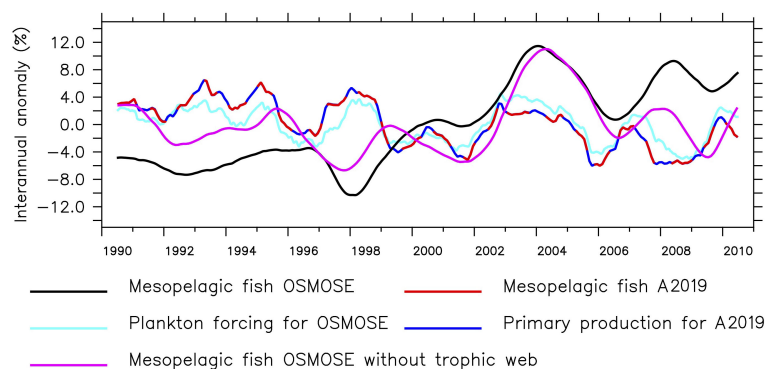 Interannual anomaly (%)
12.0
8.0
4.0
0.0
−4.0
−8.0
−12.0
1990 1992 1994 1996 1998 2000 2002 2004 2006 2008 2010
Mesopelagic fish OSMOSE Mesopelagic fish A2019
Plankton forcing for OSMOSE Primary production for A2019
Mesopelagic fish OSMOSE without trophic web